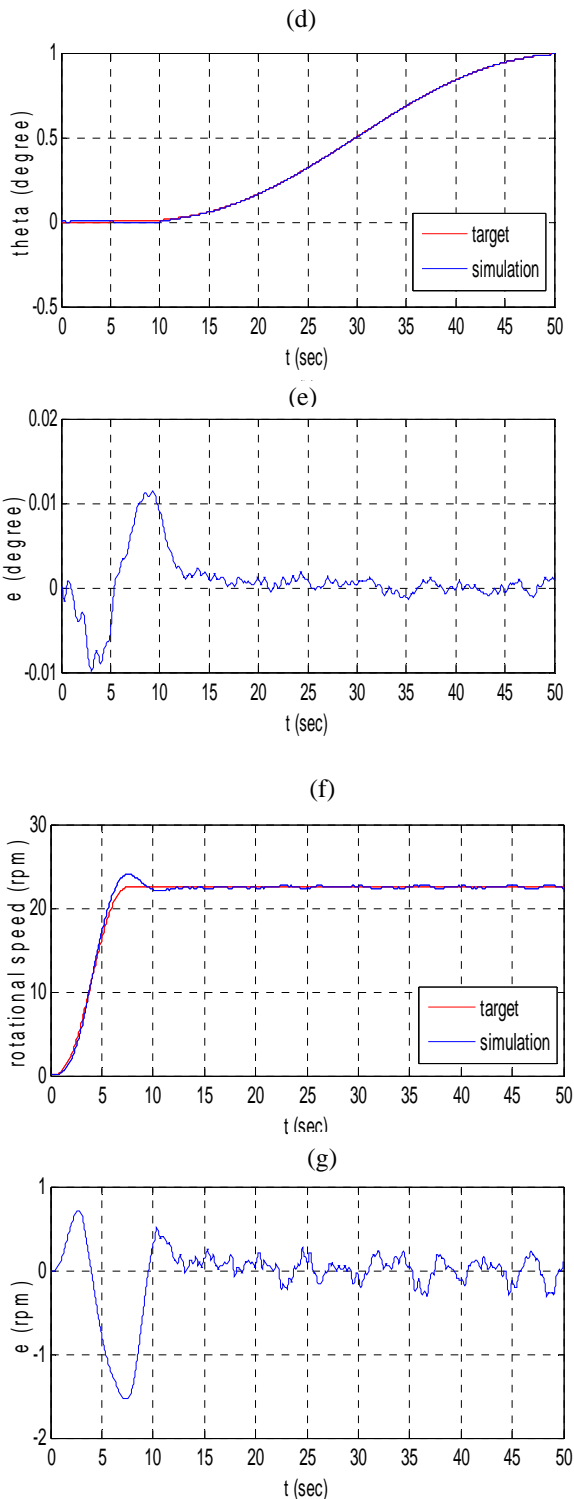 (d)
1
0.5
0
-0.5
theta (degree)
target
simulation
0 5 10 15 20 25 30 35 40 45 50
t (sec)
(e)
0.02
0.01
0
-0.01
e (degree)
0 5 10 15 20 25 30 35 40 45 50
t (sec)
(f)
30
20
10
0
rotational speed (rpm)
target
simulation
0 5 10 15 20 25 30 35 40 45 50
t (sec)
(g)
1
0
-1
-2
e (rpm)
0 5 10 15 20 25 30 35 40 45 50
t (sec)